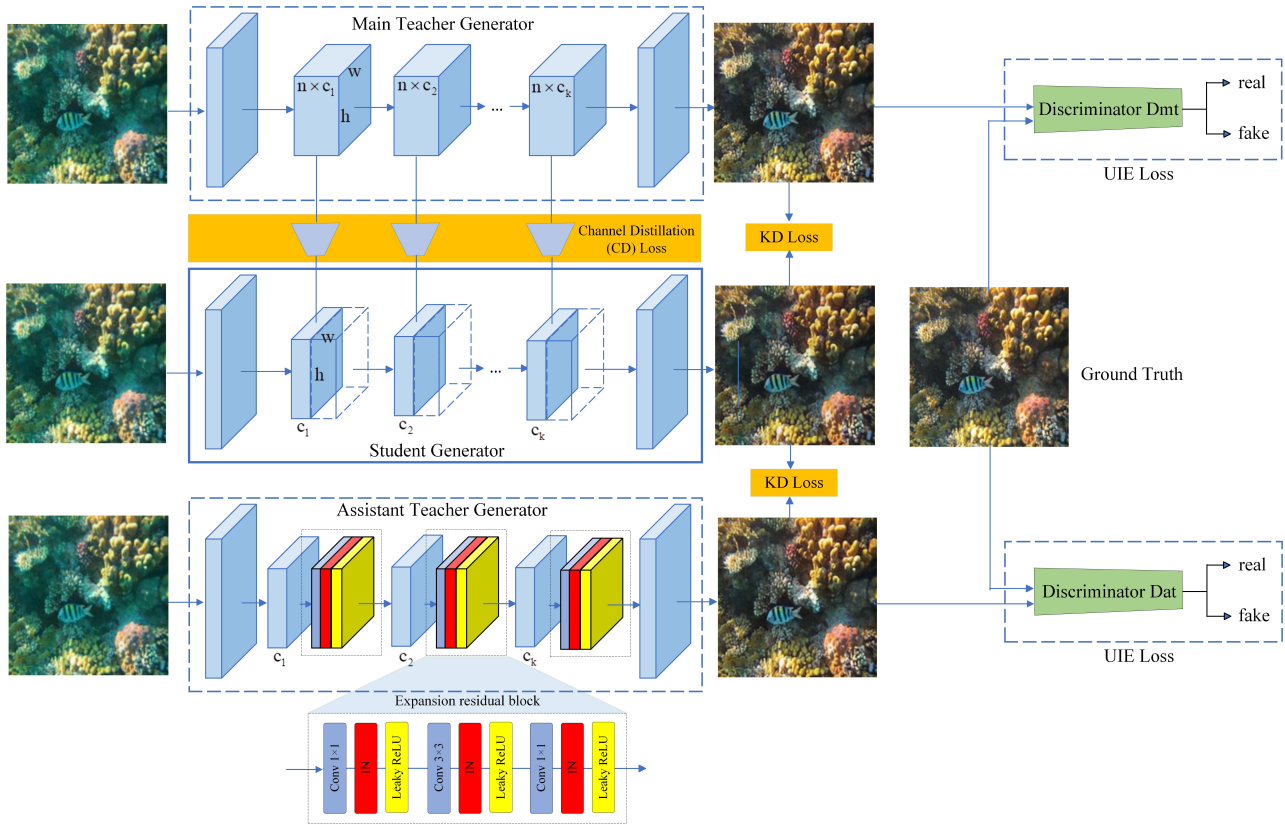 Main Teacher Generator
n × c₁
w
h
n × c₂
...
n × cₖ
Discriminator Dmt
real
fake
UIE Loss
Channel Distillation
(CD) Loss
KD Loss
w
h
...
c₁
c₂
cₖ
Student Generator
Ground Truth
KD Loss
Assistant Teacher Generator
c₁
c₂
cₖ
Discriminator Dat
real
fake
UIE Loss
Expansion residual block
Conv 1×1
IN
Leaky ReLU
Conv 3×3
IN
Leaky ReLU
Conv 1×1
IN
Leaky ReLU